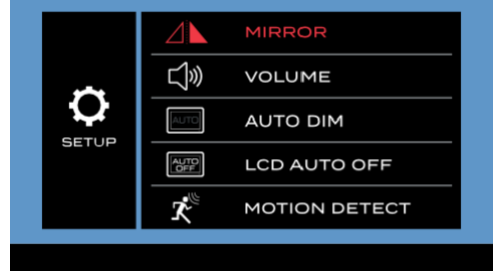 MIRROR
VOLUME
AUTO
AUTO DIM
SETUP
AUTO
OFF
LCD AUTO OFF
MOTION DETECT